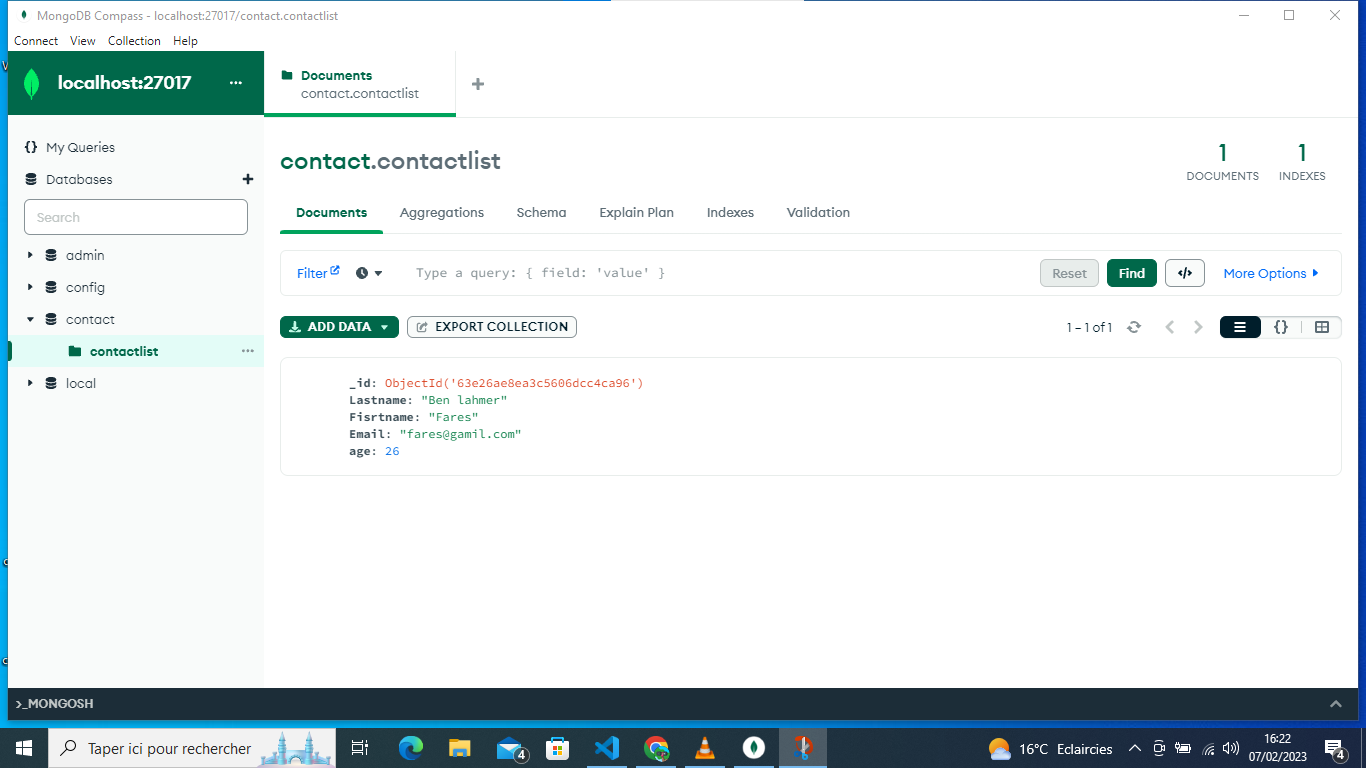 MongoDB Compass - localhost:27017/contact.contactlist
Connect View Collection Help
localhost:27017
Documents
contact.contactlist
My Queries
Databases
Search
admin
config
contact
contactlist
local
contact.contactlist
1
DOCUMENTS
1
INDEXES
Documents Aggregations Schema Explain Plan Indexes Validation
Filter Type a query: { field: 'value' } Reset Find </> More Options
ADD DATA EXPORT COLLECTION 1 – 1 of 1 {}
_id: ObjectId('63e26ae8ea3c5606dcc4ca96')
Lastname: "Ben lahmer"
Fisrtname: "Fares"
Email: "fares@gamil.com"
age: 26
>_MONGOSH
Taper ici pour rechercher
4
16°C Eclaircies
16:22
07/02/2023
4